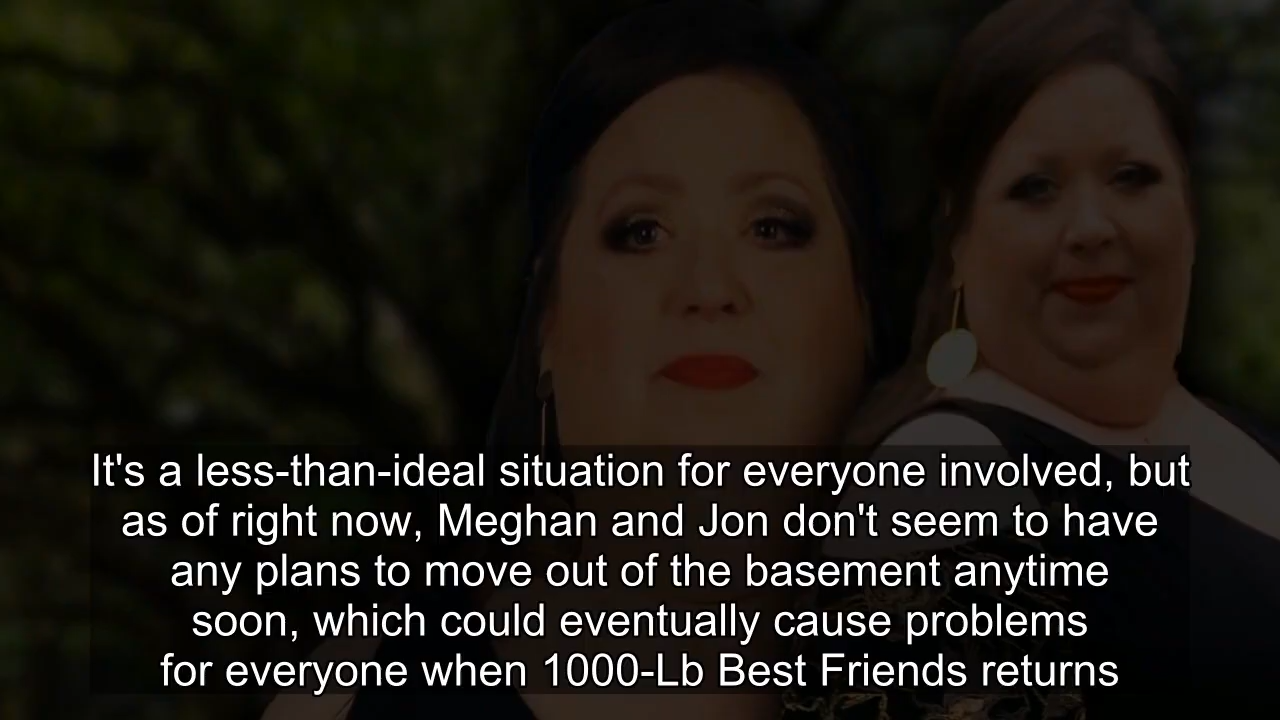 It's a less-than-ideal situation for everyone involved, but
as of right now, Meghan and Jon don't seem to have
any plans to move out of the basement anytime
soon, which could eventually cause problems
for everyone when 1000-Lb Best Friends returns